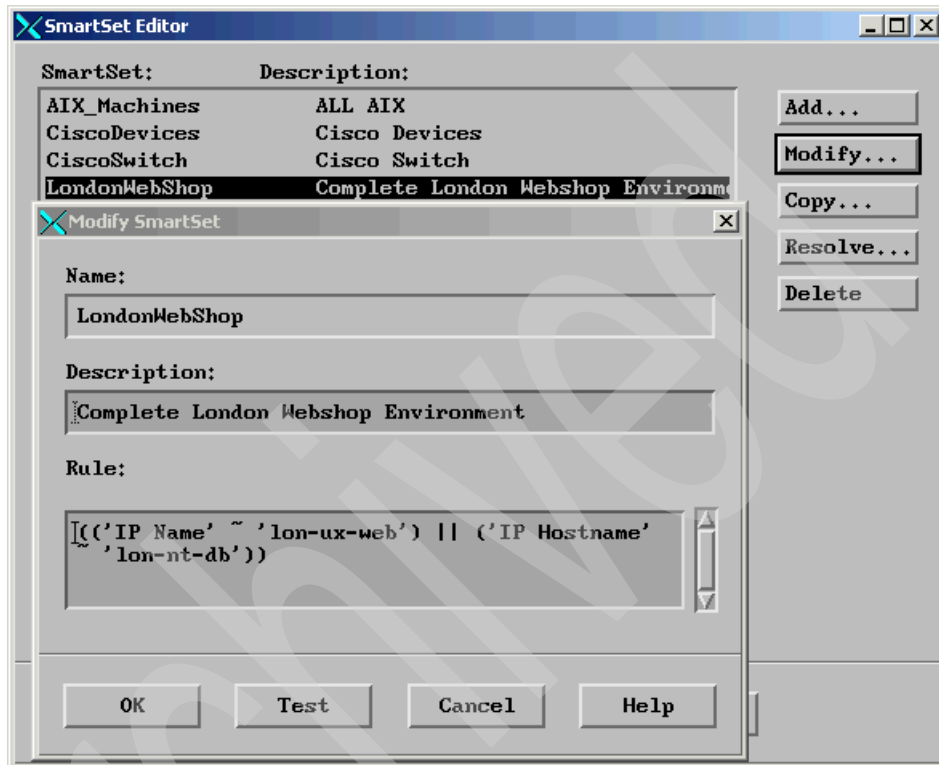 SmartSet Editor
SmartSet: Description:
AIX_Machines ALL AIX
CiscoDevices Cisco Devices
CiscoSwitch Cisco Switch
LondonWebShop Complete London Webshop Environm
Add...
Modify...
Copy...
Resolve...
Delete
Modify SmartSet
Name:
LondonWebShop
Description:
Complete London Webshop Environment
Rule:
(('IP Name' ~ 'lon-ux-web') || ('IP Hostname'
~ 'lon-nt-db'))
OK Test Cancel Help
hived